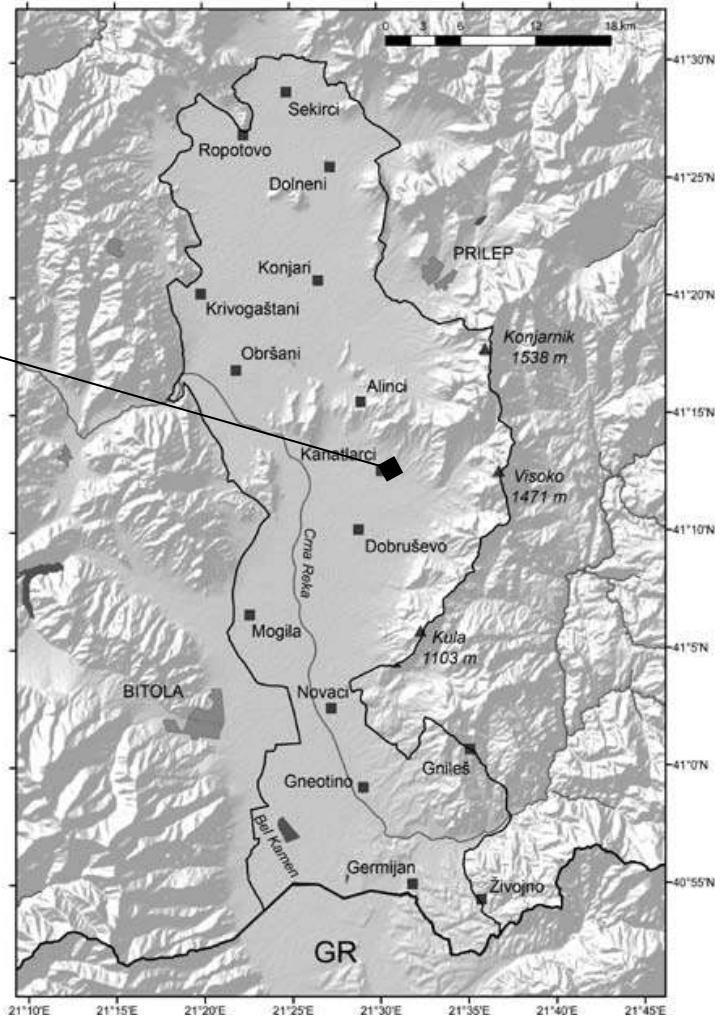 0 3 6 12 18 km
41°30'N
Sekirci
Ropotovo
41°25'N
Dolneni
PRILEP
Konjari
41°20'N
Krivogaštani
Konjarnik
1538 m
Obršani
Alinci
41°15'N
Kanatlarci
Visoko
1471 m
41°10'N
Dobruševo
Crna Reka
Mogila
Kula
1103 m
41°5'N
BITOLA
Novaci
Gnileš
41°0'N
Gneotino
Bel Kamen
Germijan
Živojno
40°55'N
GR
21°10'E 21°15'E 21°20'E 21°25'E 21°30'E 21°35'E 21°40'E 21°45'E